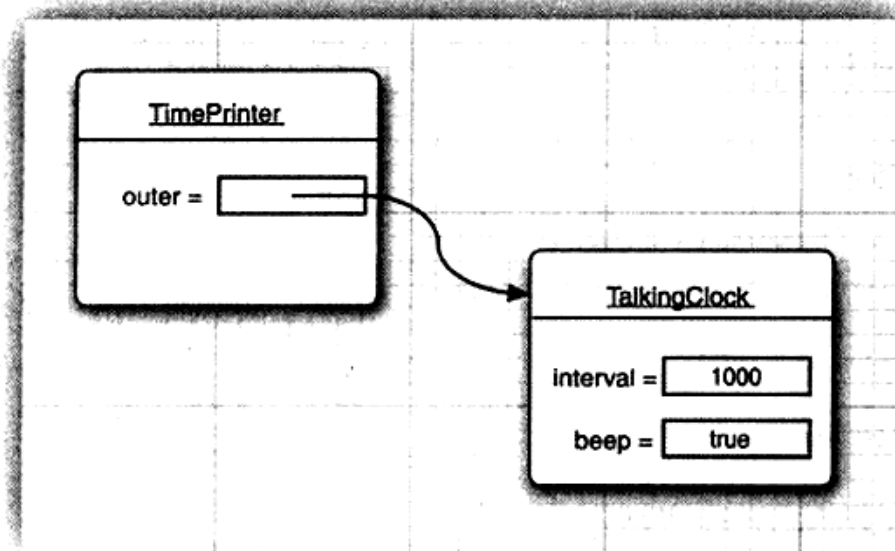 TimePrinter
outer =
TalkingClock
interval = 1000
beep = true